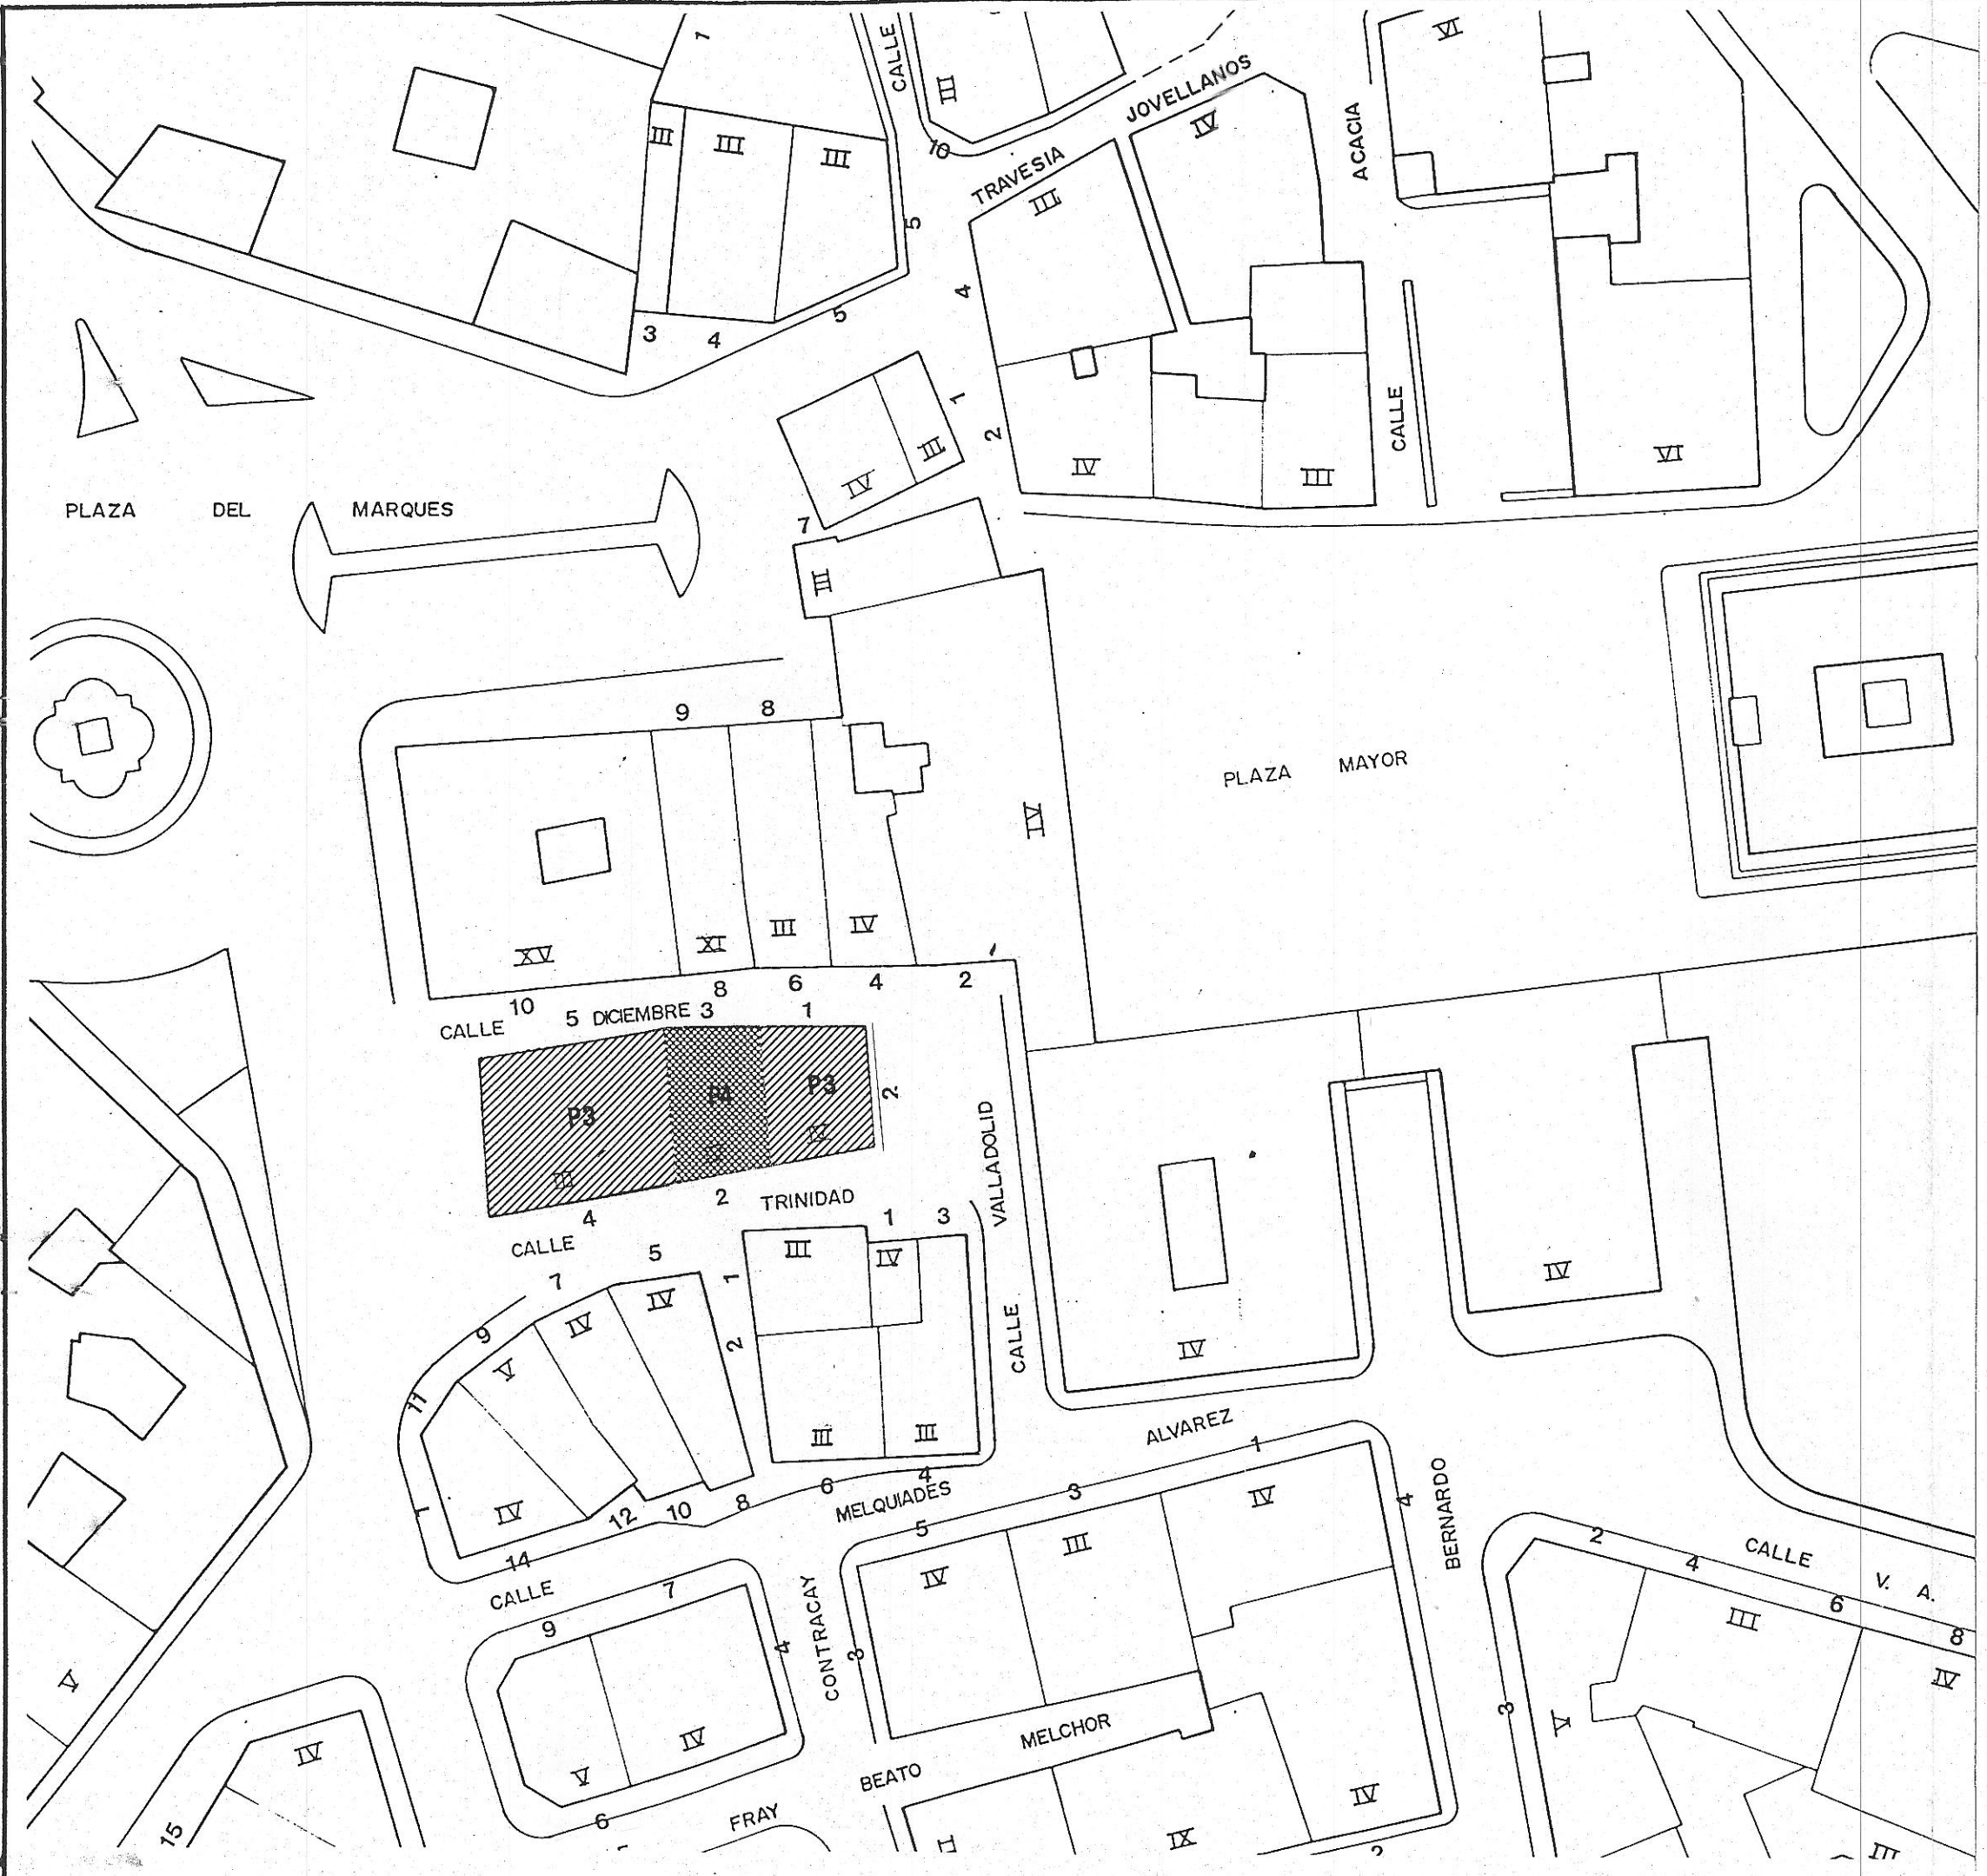 1
CALLE
III
VI
JOVELLANOS
IV
III
III
III
10
ACACIA
TRAVESIA
III
5
4
3
4
5
1
2
CALLE
IV
III
IV
III
VI
PLAZA DEL MARQUES
7
III
9
8
PLAZA MAYOR
IV
XV
XI
III
IV
10
8
6
4
2
CALLE 5 DICIEMBRE 3
1
P3
P4
P3
2
IV
III
VALLADOLID
4
2
TRINIDAD
CALLE
5
1
3
III
IV
7
1
IV
IV
9
2
V
CALLE
IV
IV
11
III
III
ALVAREZ
1
IV
1
12
10
8
6
4
MELQUIADES
3
5
IV
4
BERNARDO
14
CALLE
7
9
4
CONTRACAY
3
IV
III
2
4
CALLE
V. A.
6
8
III
IV
V
IV
V
IV
3
V
MELCHOR
BEATO
IV
6
FRAY
15
IX
2
III